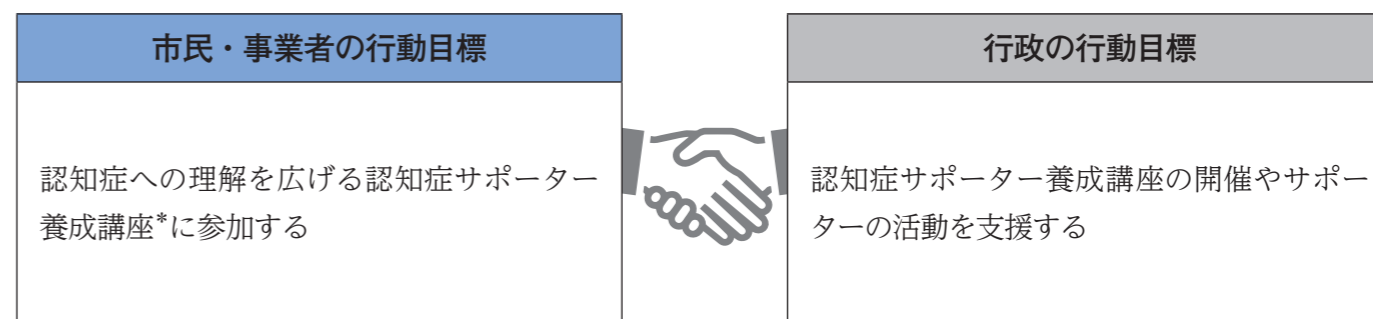 市民・事業者の行動目標
認知症への理解を広げる認知症サポーター
養成講座*に参加する
行政の行動目標
認知症サポーター養成講座の開催やサポー
ターの活動を支援する